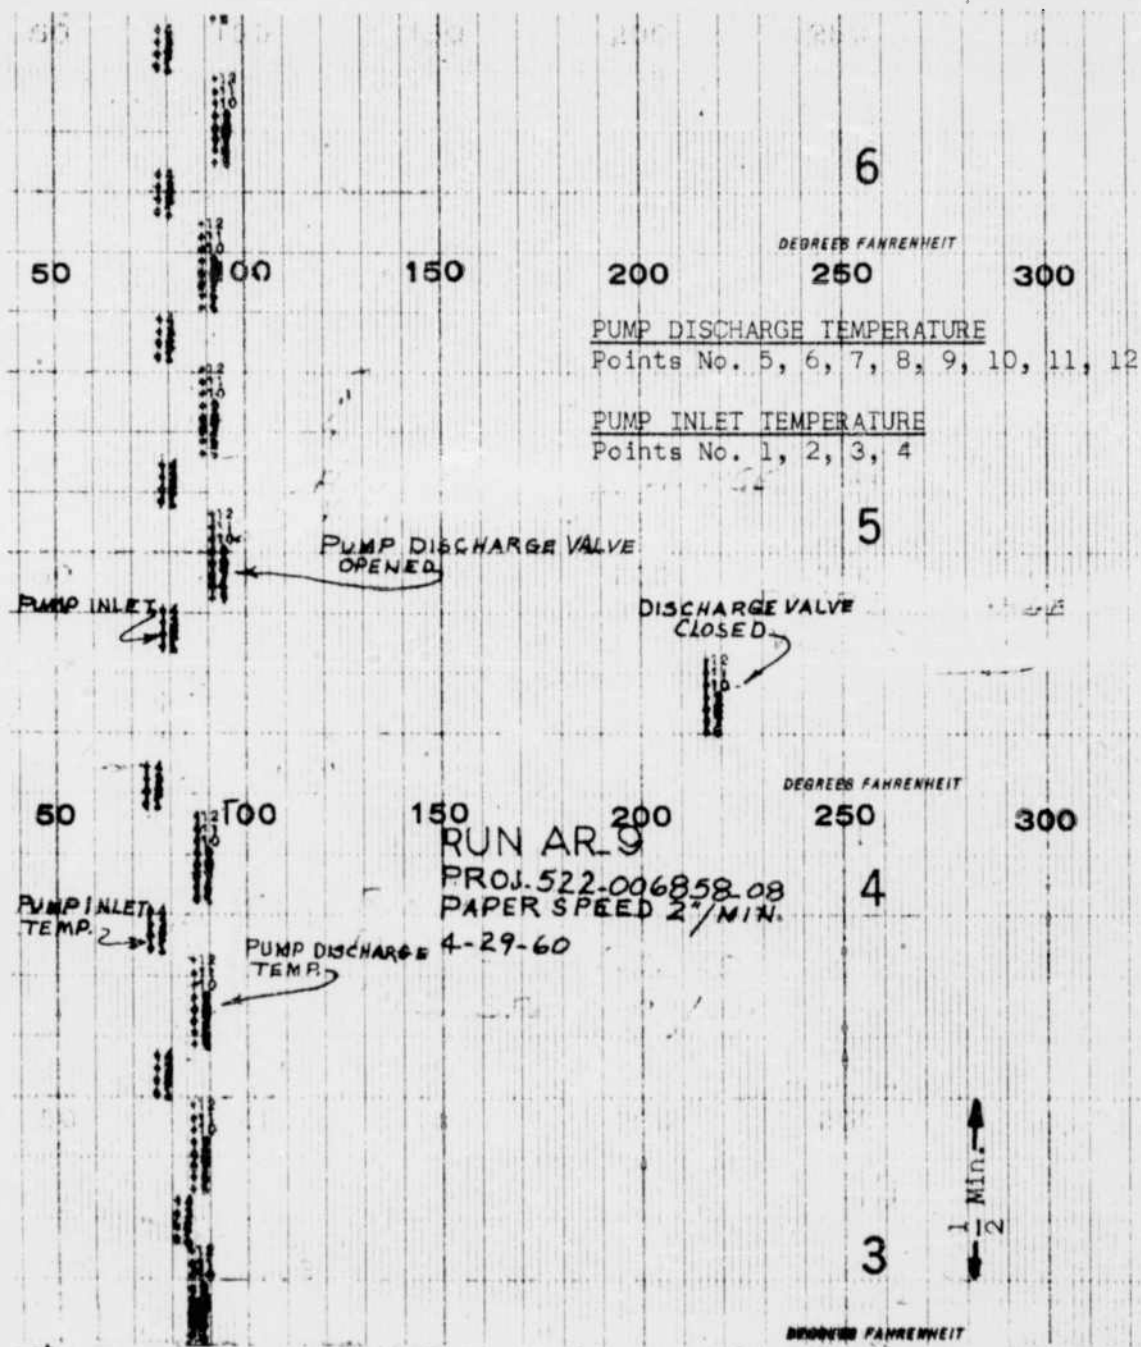 6
DEGREES FAHRENHEIT
50 100 150 200 250 300
PUMP DISCHARGE TEMPERATURE
Points No. 5, 6, 7, 8, 9, 10, 11, 12
PUMP INLET TEMPERATURE
Points No. 1, 2, 3, 4
5
PUMP DISCHARGE VALVE
OPENED
PUMP INLET
DISCHARGE VALVE
CLOSED
DEGREES FAHRENHEIT
50 100 150 200 250 300
RUN AR-9
PROJ. 522-006858-08
PAPER SPEED 2"/MIN.
4-29-60
4
PUMP INLET
TEMP.
PUMP DISCHARGE
TEMP.
1/2 Min.
3
DEGREES FAHRENHEIT